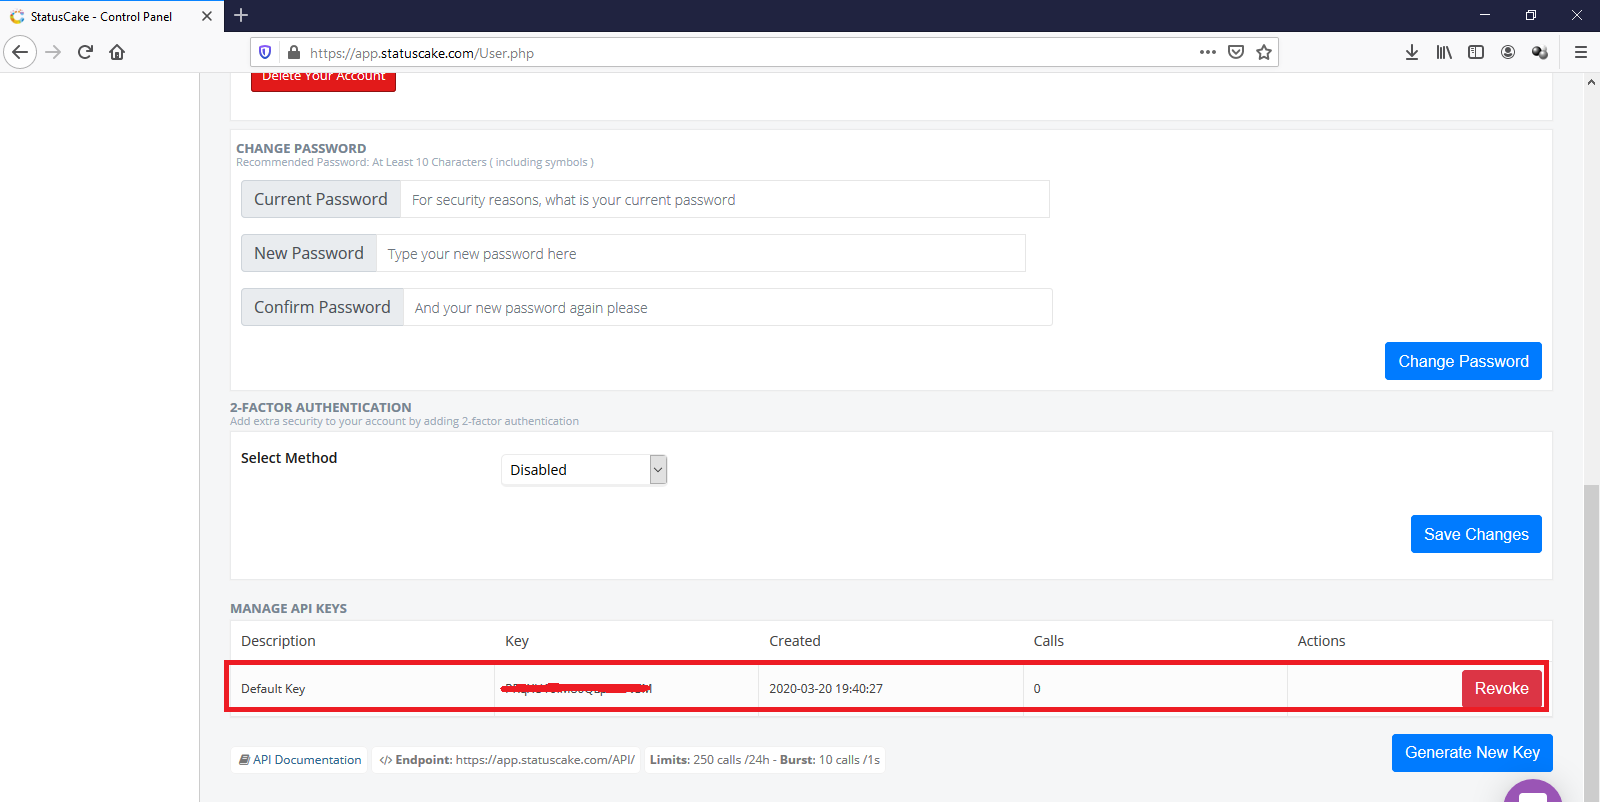 StatusCake - Control Panel
https://app.statuscake.com/User.php
Delete Your Account
CHANGE PASSWORD
Recommended Password: At Least 10 Characters ( including symbols )
Current Password For security reasons, what is your current password
New Password Type your new password here
Confirm Password And your new password again please
Change Password
2-FACTOR AUTHENTICATION
Add extra security to your account by adding 2-factor authentication
Select Method
Disabled
Save Changes
MANAGE API KEYS
Description Key Created Calls Actions
Default Key 2020-03-20 19:40:27 0 Revoke
API Documentation </> Endpoint: https://app.statuscake.com/API/ Limits: 250 calls /24h - Burst: 10 calls /1s
Generate New Key